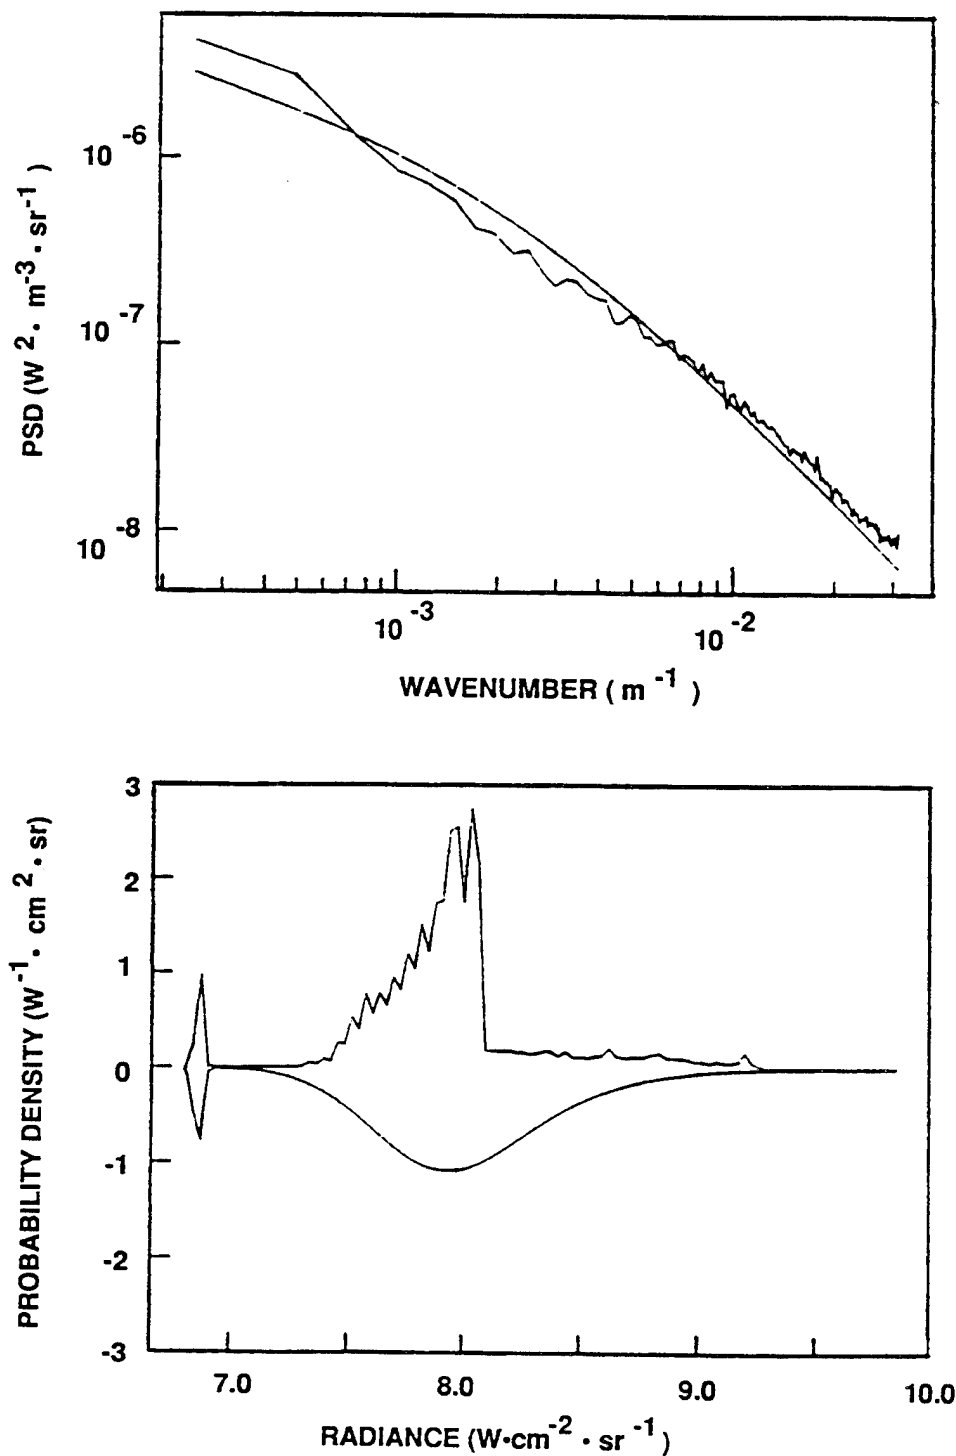 PSD (W^2. m^-3 • sr^-1)
10^-6
10^-7
10^-8
10^-3 10^-2
WAVENUMBER ( m^-1 )
PROBABILITY DENSITY (W^-1 • cm^2 • sr)
3
2
1
0
-1
-2
-3
7.0 8.0 9.0 10.0
RADIANCE (W•cm^-2 • sr^-1)